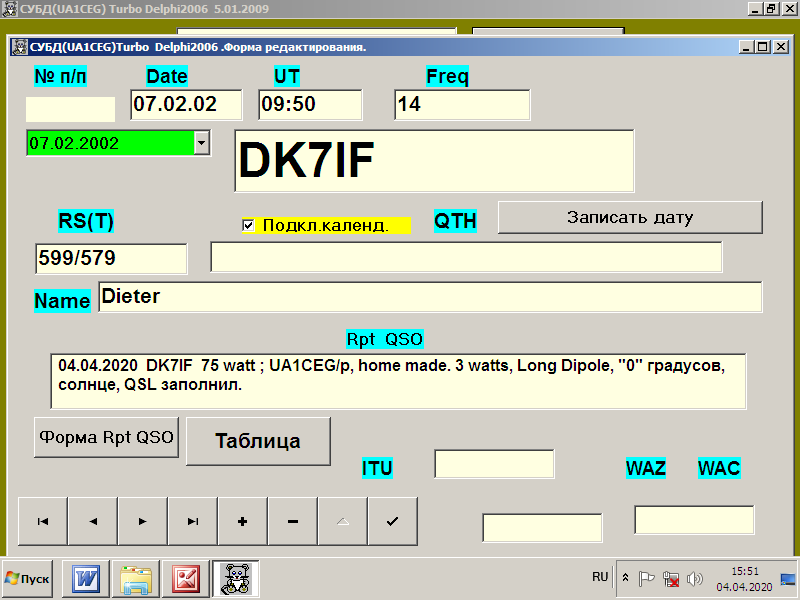 СУБД(UA1CEG) Turbo Delphi2006 5.01.2009
СУБД(UA1CEG)Turbo Delphi2006 .Форма редактирования.
№ п/п Date UT Freq
07.02.02 09:50 14
07.02.2002
DK7IF
RS(T) Подкл.календ. QTH Записать дату
599/579
Name Dieter
Rpt QSO
04.04.2020 DK7IF 75 watt ; UA1CEG/p, home made. 3 watts, Long Dipole, "0" градусов,
солнце, QSL заполнил.
Форма Rpt QSO Таблица
ITU WAZ WAC
Пуск RU 15:51
04.04.2020